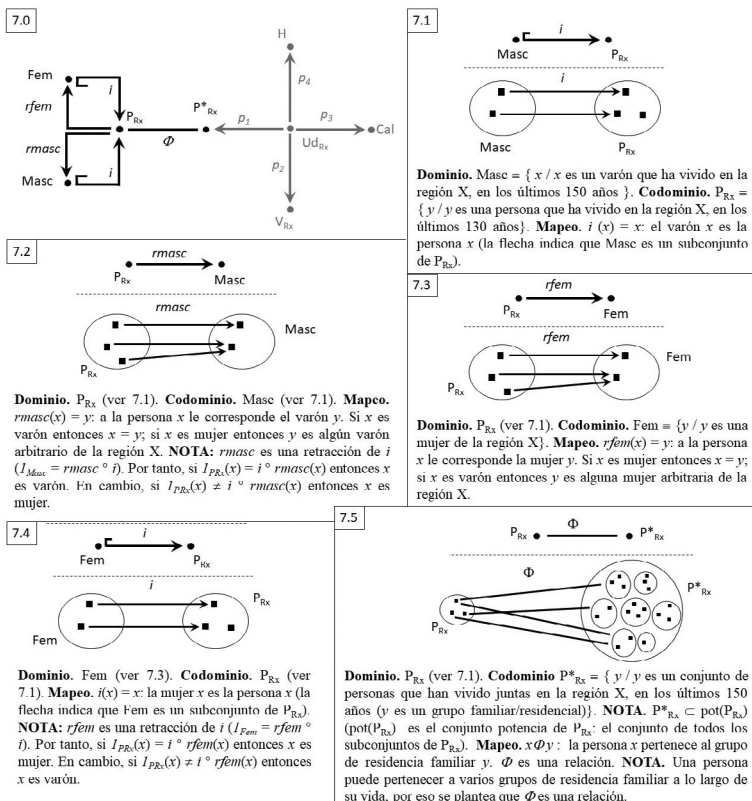 7.0
H
Fem
i
p4
rfem
PRx
P*Rx
p1
p3
Cal
Φ
UdRx
rmasc
p2
i
Masc
VRx
7.1
i
Masc
PRx
i
Masc
PRx
Dominio. Masc = { x / x es un varón que ha vivido en la
región X, en los últimos 150 años }. Codominio. PRx =
{ y / y es una persona que ha vivido en la región X, en los
últimos 130 años}. Mapeo. i (x) = x: el varón x es la
persona x (la flecha indica que Masc es un subconjunto
de PRx).
7.2
rmasc
PRx
Masc
rmasc
Masc
PRx
Dominio. PRx (ver 7.1). Codominio. Masc (ver 7.1). Mapeo.
rmasc(x) = y: a la persona x le corresponde el varón y. Si x es
varón entonces x = y; si x es mujer entonces y es algún varón
arbitrario de la región X. NOTA: rmasc es una retracción de i
(1Masc = rmasc ° i). Por tanto, si 1PRx(x) = i ° rmasc(x) entonces x
es varón. En cambio, si 1PRx(x) ≠ i ° rmasc(x) entonces x es
mujer.
7.3
rfem
PRx
Fem
rfem
Fem
PRx
Dominio. PRx (ver 7.1). Codominio. Fem = {y / y es una
mujer de la región X}. Mapeo. rfem(x) = y: a la persona
x le corresponde la mujer y. Si x es mujer entonces x = y;
si x es varón entonces y es alguna mujer arbitraria de la
región X.
7.4
i
Fem
PRx
i
PRx
Fem
Dominio. Fem (ver 7.3). Codominio. PRx (ver
7.1). Mapeo. i(x) = x: la mujer x es la persona x (la
flecha indica que Fem es un subconjunto de PRx).
NOTA: rfem es una retracción de i (1Fem = rfem °
i). Por tanto, si 1PRx(x) = i ° rfem(x) entonces x es
mujer. En cambio, si 1PRx(x) ≠ i ° rfem(x) entonces
x es varón.
7.5
PRx
Φ
P*Rx
Φ
P*Rx
PRx
Dominio. PRx (ver 7.1). Codominio P*Rx = { y / y es un conjunto de
personas que han vivido juntas en la región X, en los últimos 150
años (y es un grupo familiar/residencial)}. NOTA. P*Rx ⊂ pot(PRx)
(pot(PRx) es el conjunto potencia de PRx: el conjunto de todos los
subconjuntos de PRx). Mapeo. xΦy : la persona x pertenece al grupo
de residencia familiar y. Φ es una relación. NOTA. Una persona
puede pertenecer a varios grupos de residencia familiar a lo largo de
su vida, por eso se plantea que Φ es una relación.